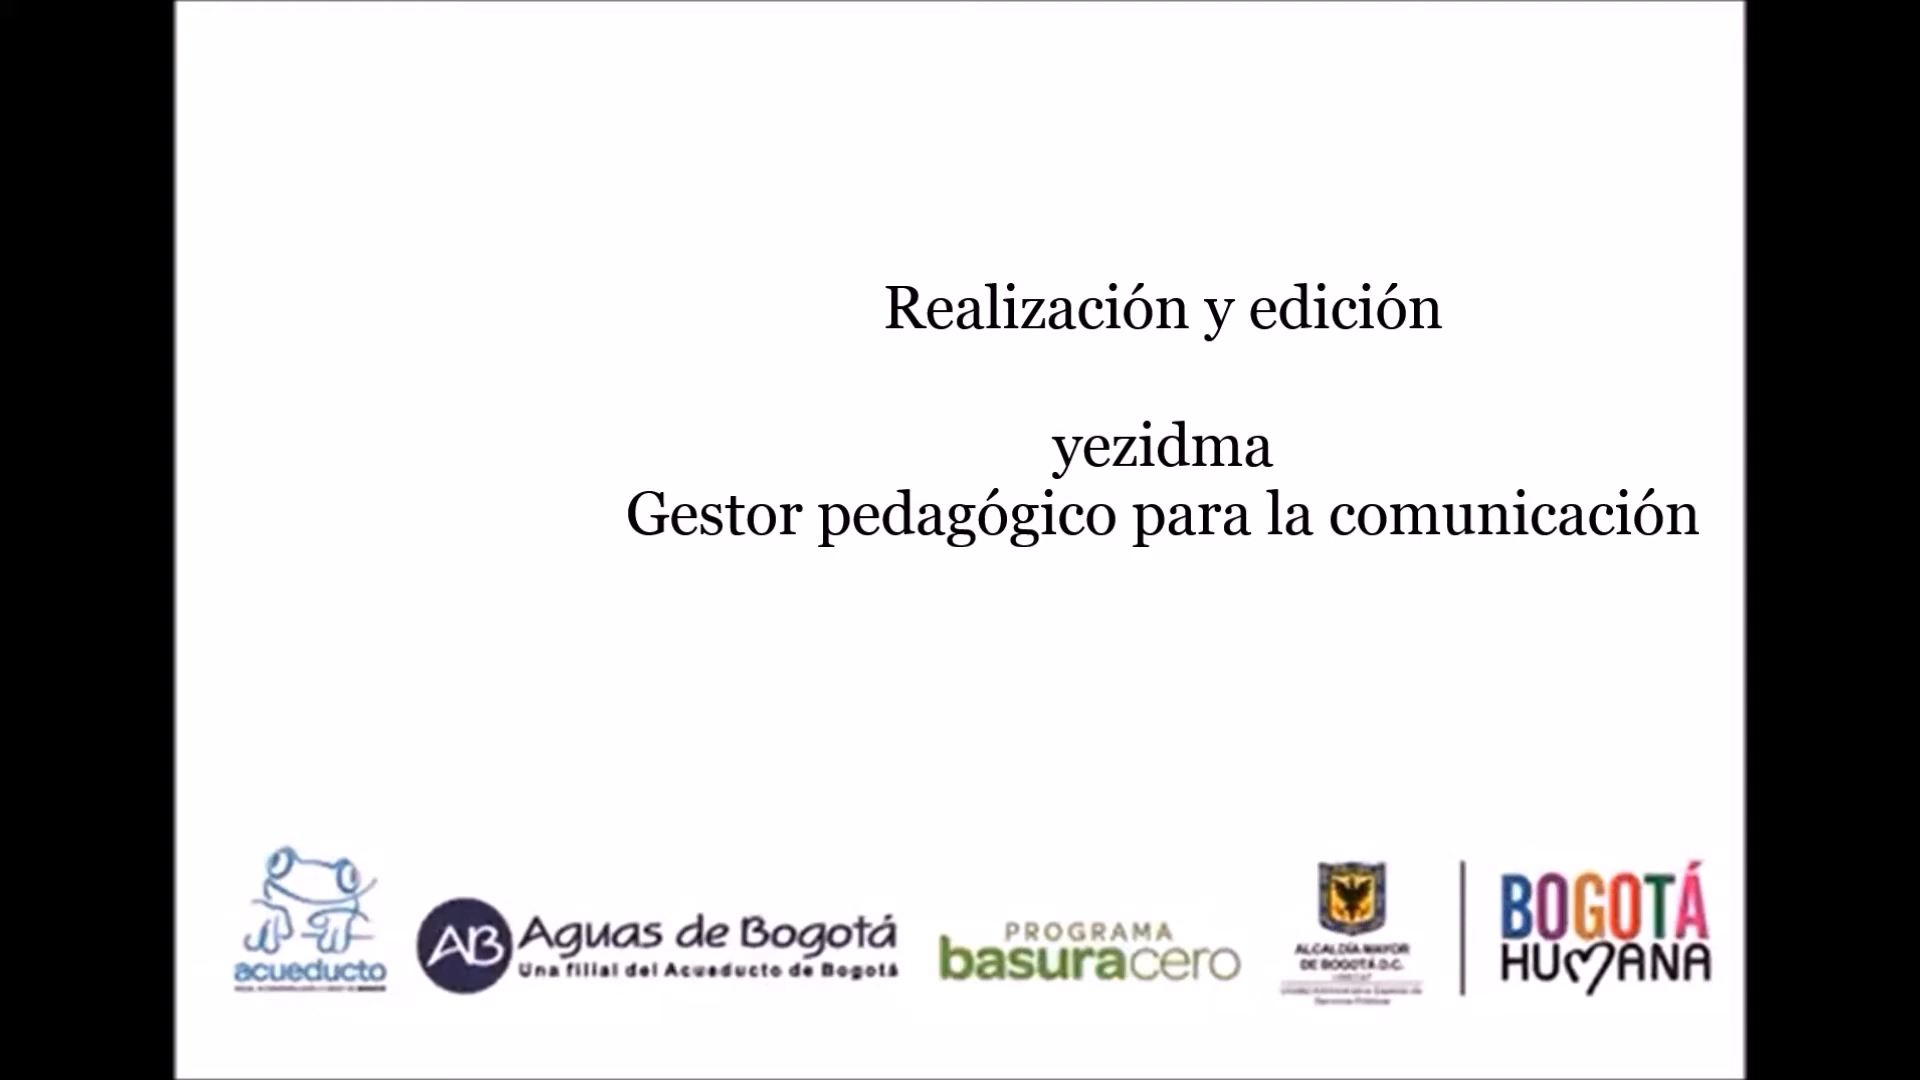 Realización y edición
yezidma
Gestor pedagógico para la comunicación
acueducto
AB Aguas de Bogotá
Una filial del Acueducto de Bogotá
PROGRAMA
basuracero
ALCALDÍA MAYOR
DE BOGOTÁ D.C.
BOGOTÁ
HUMANA